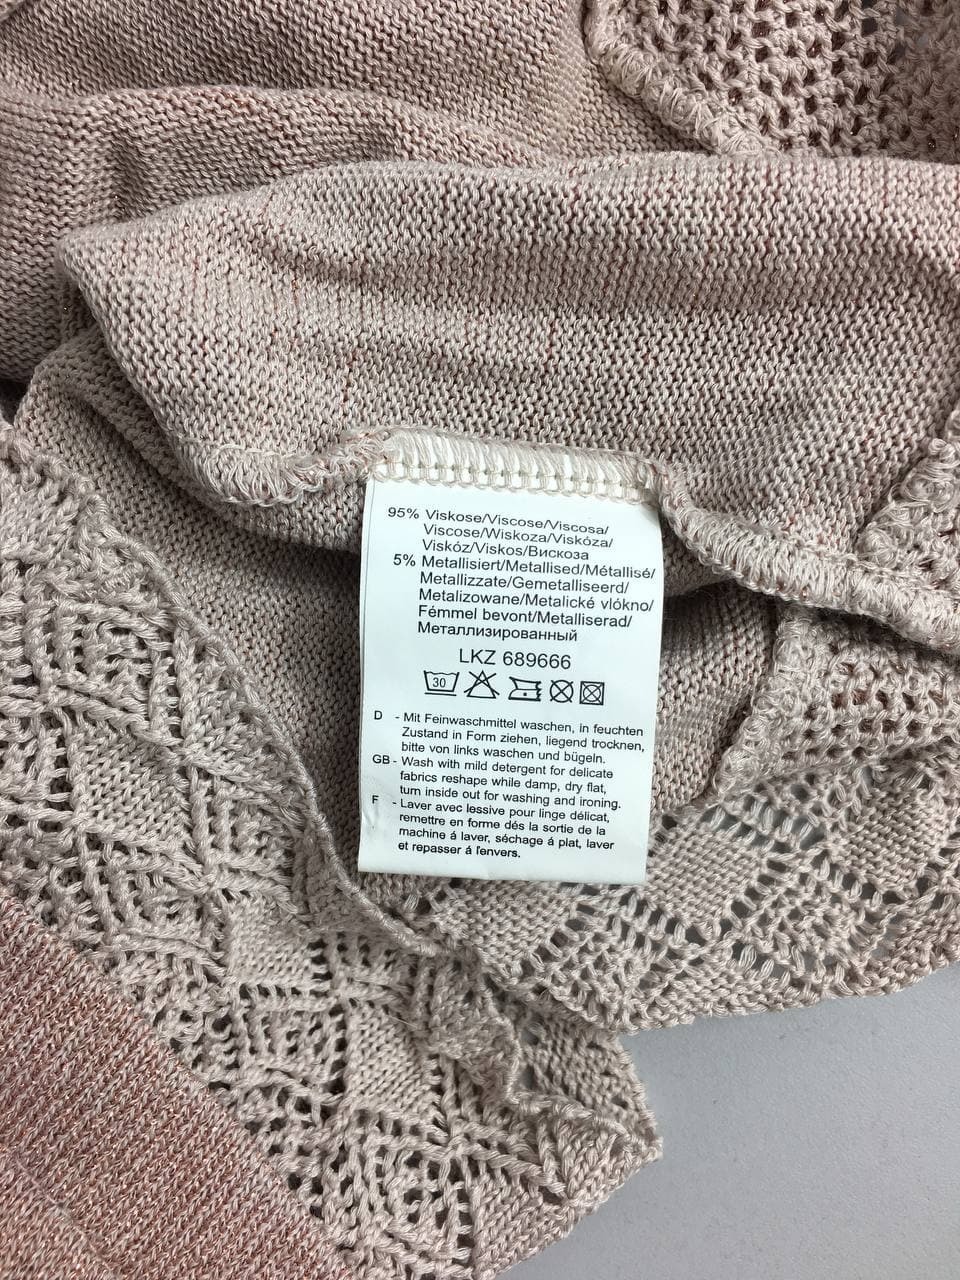 95% Viskose/Viscose/Viscosa/
Viscose/Wiskoza/Viskóza/
Viskóz/Viskos/Вискоза
5% Metallisiert/Metallised/Métallisé/
Metallizzate/Gemetalliseerd/
Metalizowane/Metalické vlókno/
Fémmel bevont/Metalliserad/
Металлизированный
LKZ 689666
30
D - Mit Feinwaschmittel waschen, in feuchten
Zustand in Form ziehen, liegend trocknen,
bitte von links waschen und bügeln.
GB - Wash with mild detergent for delicate
fabrics reshape while damp, dry flat,
turn inside out for washing and ironing.
F - Laver avec lessive pour linge délicat,
remettre en forme dés la sortie de la
machine á laver, séchage á plat, laver
et repasser á l'envers.